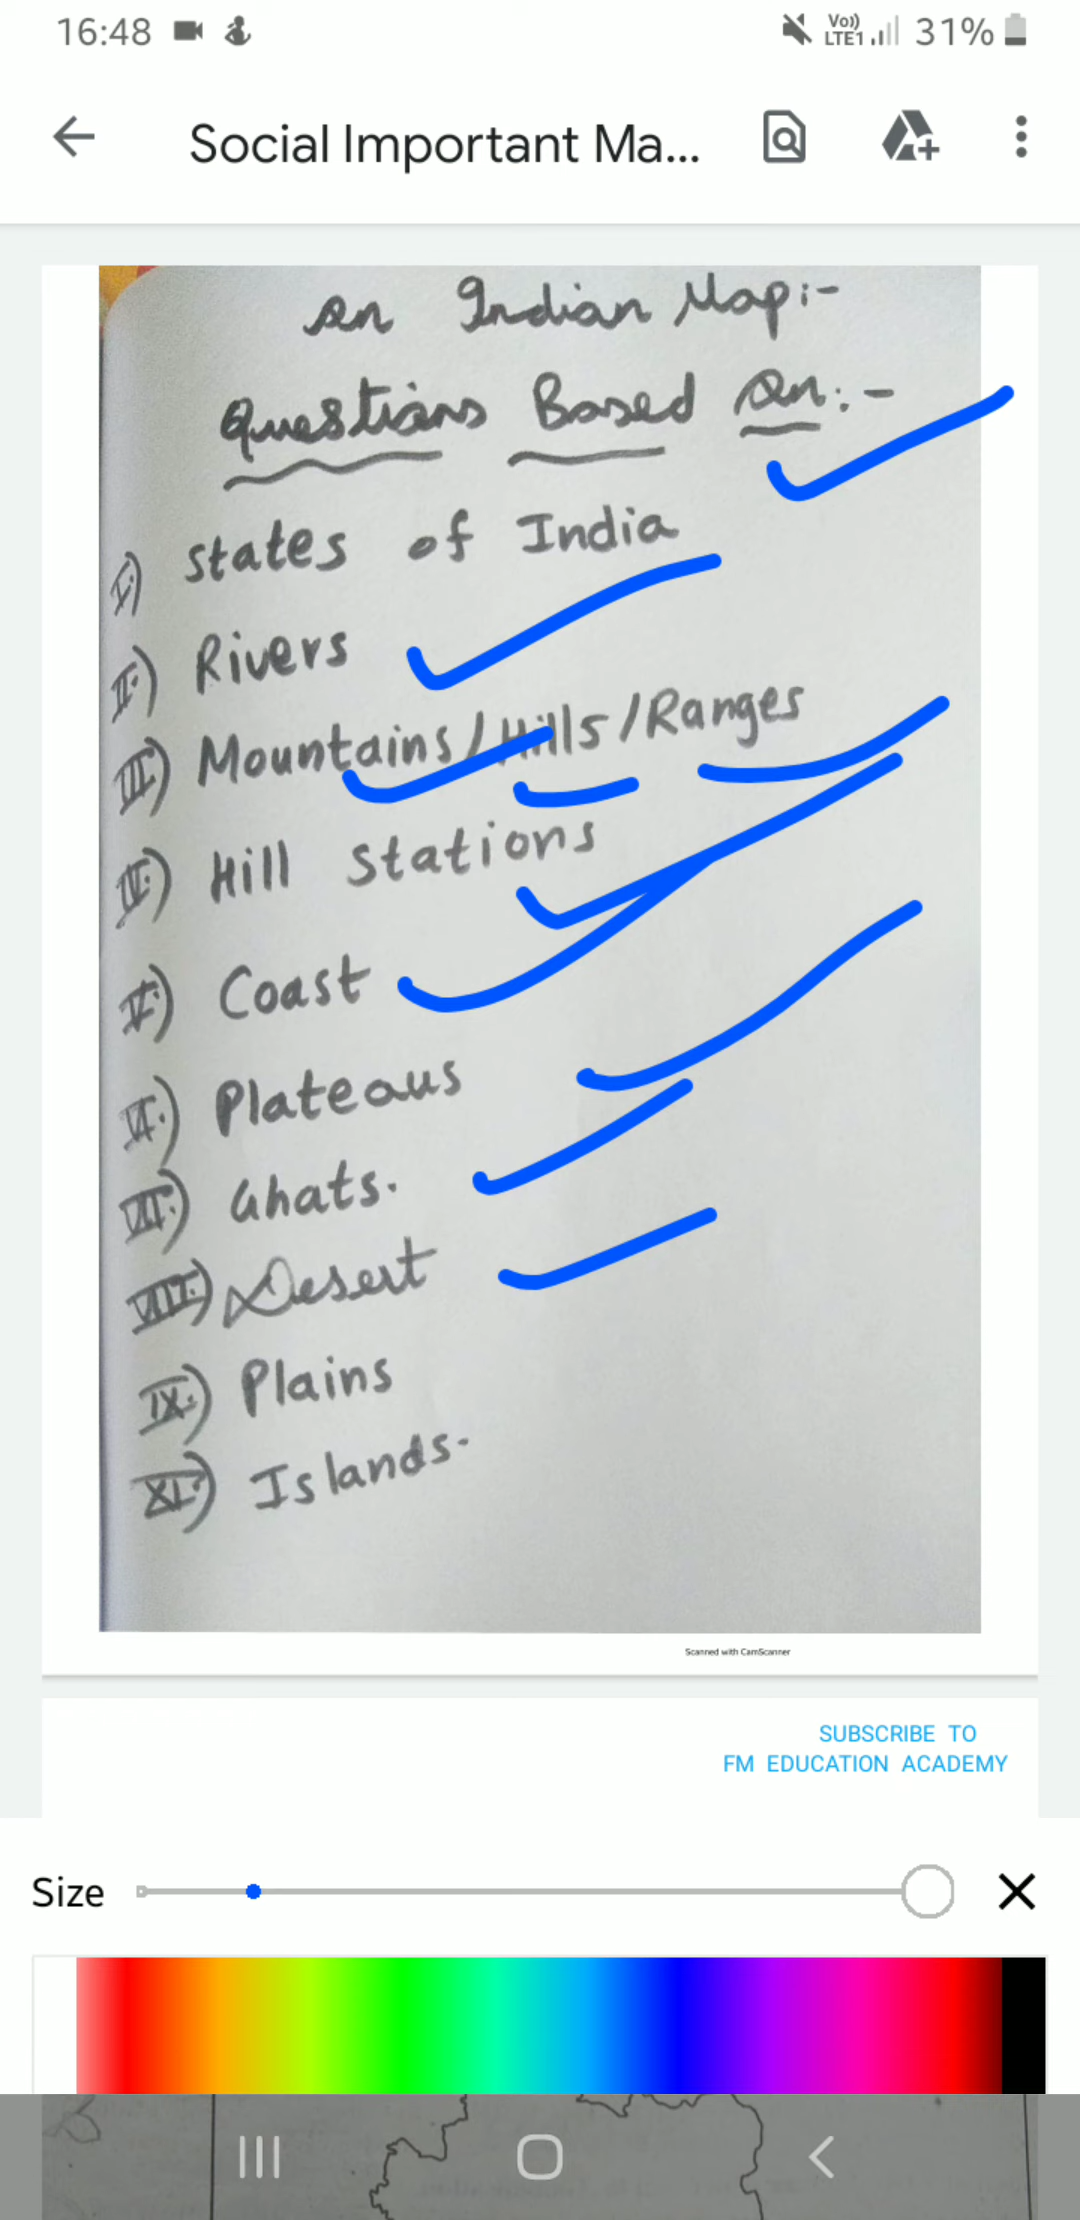 16:48
Vo)) LTE1 31%
Social Important Ma...
on Indian Map:-
Questions Based on:-
I) States of India
II.) Rivers
III) Mountains/Hills/Ranges
IV.) Hill Stations
V.) Coast
VI.) Plateaus
VII.) Ghats.
VIII.) Desert
IX.) Plains
XI.) Islands.
Scanned with CamScanner
SUBSCRIBE TO
FM EDUCATION ACADEMY
Size